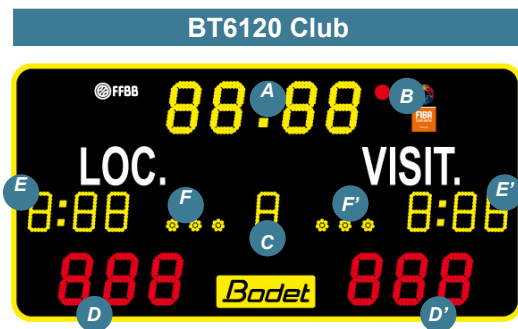 BT6120 Club
FFBB 88:88 A B
FIBA
LOC. VISIT.
E F F' E'
8:88 8 8:88
C
888 Bodet 888
D D'